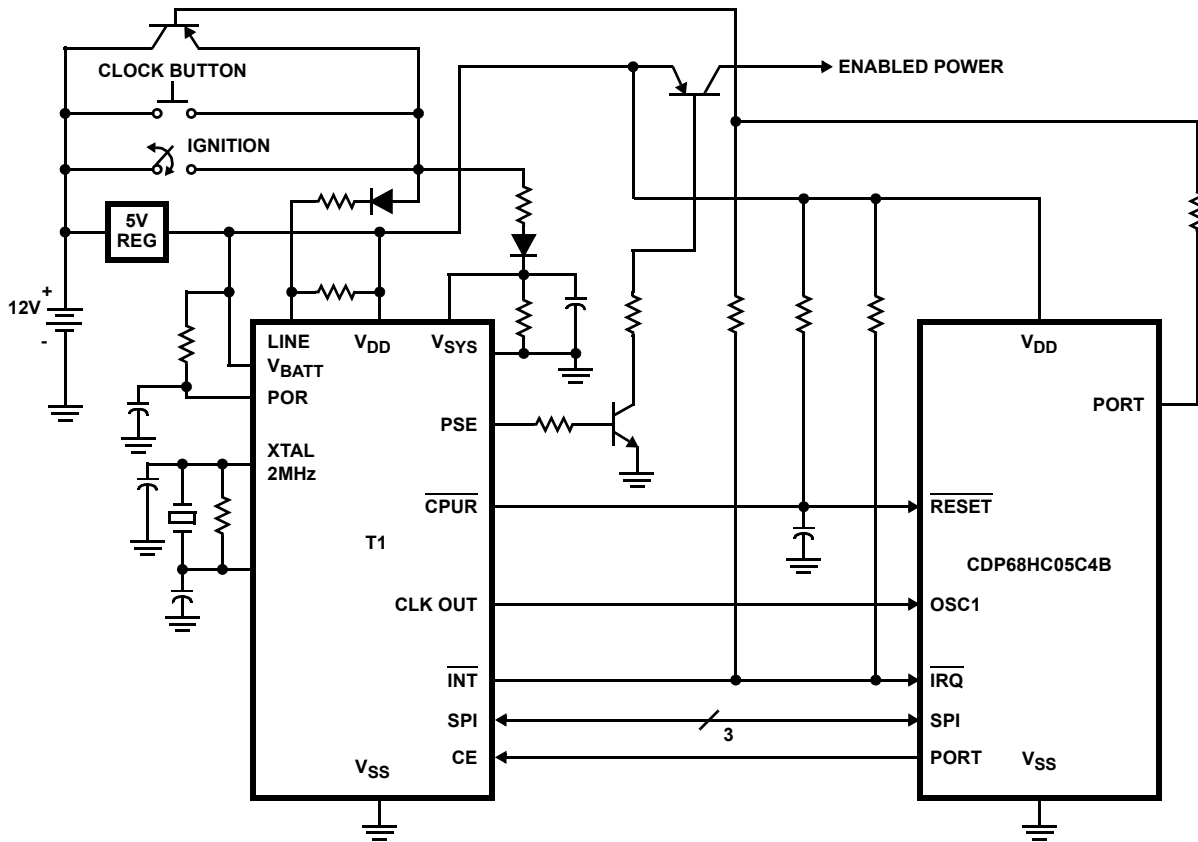 CLOCK BUTTON
ENABLED POWER
IGNITION
5V
REG
+
12V
-
LINE
VDD
VSYS
VBATT
POR
PSE
XTAL
2MHz
CPUR
T1
CLK OUT
INT
SPI
CE
VSS
3
VDD
PORT
RESET
CDP68HC05C4B
OSC1
IRQ
SPI
PORT
VSS